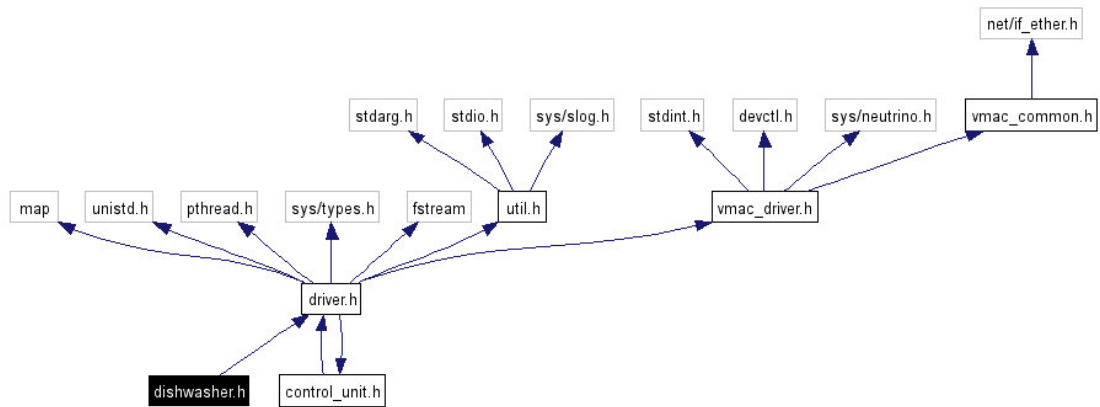 net/if_ether.h
stdarg.h
stdio.h
sys/slog.h
stdint.h
devctl.h
sys/neutrino.h
vmac_common.h
map
unistd.h
pthread.h
sys/types.h
fstream
util.h
vmac_driver.h
driver.h
dishwasher.h
control_unit.h